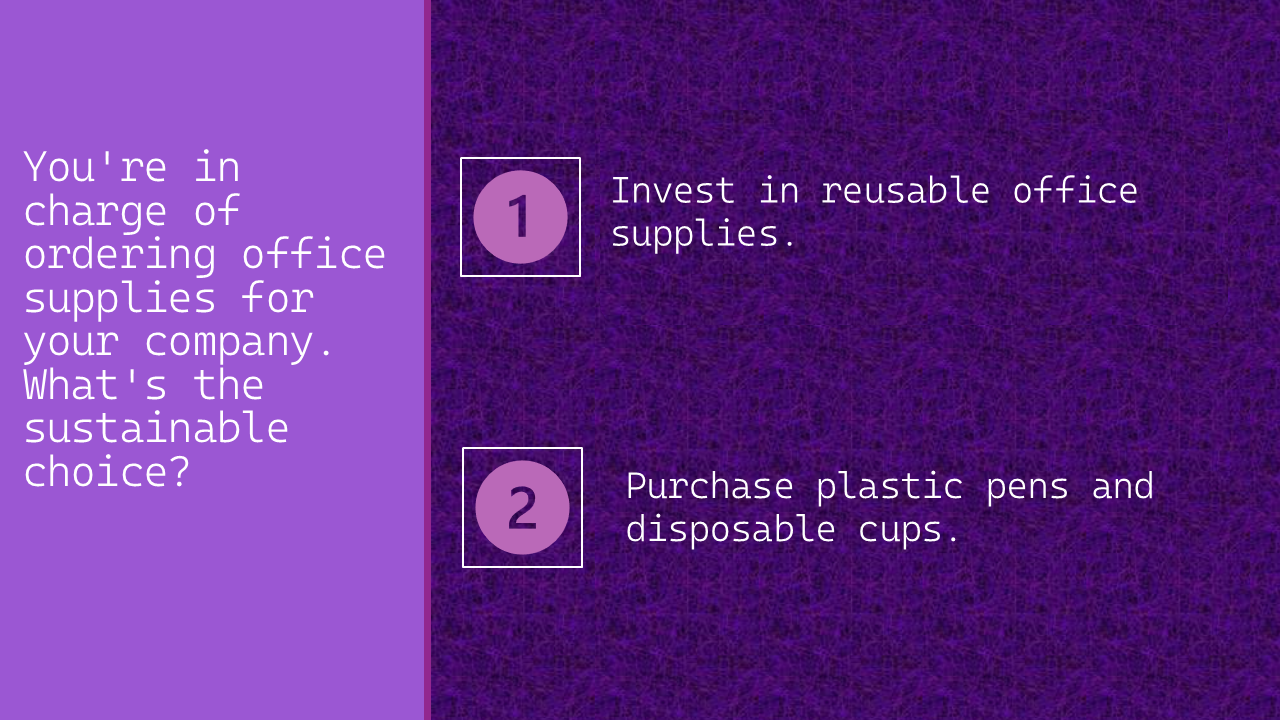 You're in
charge of
ordering office
supplies for
your company.
What's the
sustainable
choice?
1
Invest in reusable office
supplies.
2
Purchase plastic pens and
disposable cups.